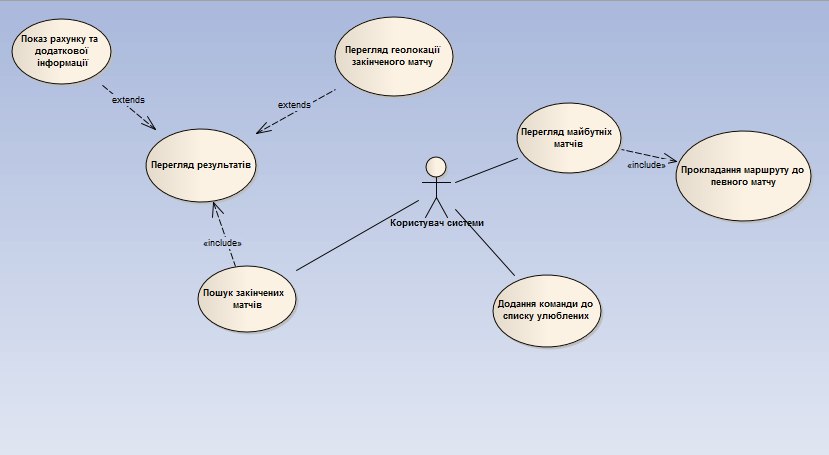 Показ рахунку та
додаткової
інформації
Перегляд геолокації
закінченого матчу
extends
extends
Перегляд результатів
Перегляд майбутніх
матчів
«include»
Прокладання маршруту до
певного матчу
Користувач системи
«include»
Пошук закінчених
матчів
Додання команди до
списку улюблених